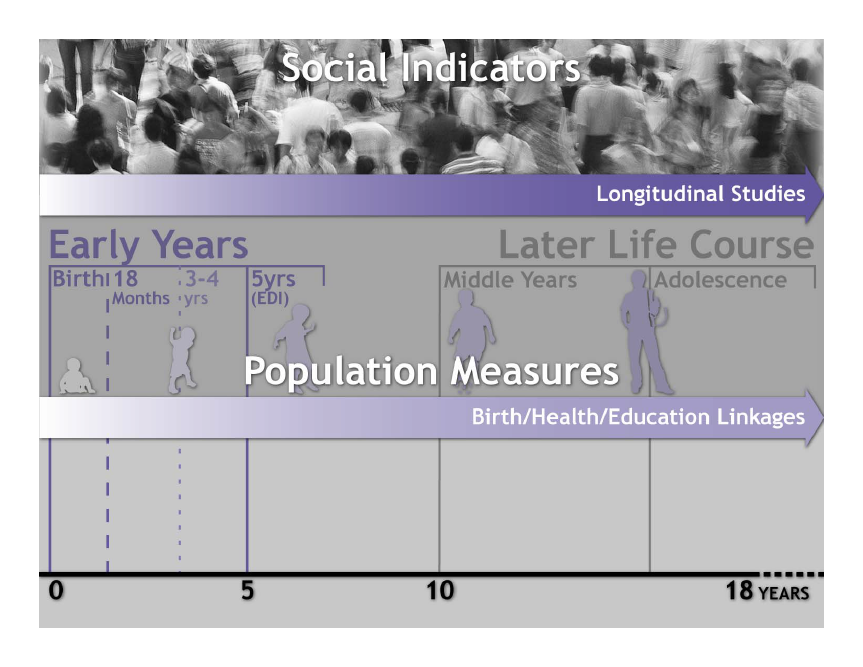 Social Indicators
Longitudinal Studies
Early Years
Later Life Course
Birth 18 3-4 5yrs Middle Years Adolescence
Months yrs (EDI)
Population Measures
Birth/Health/Education Linkages
0 5 10 18 YEARS